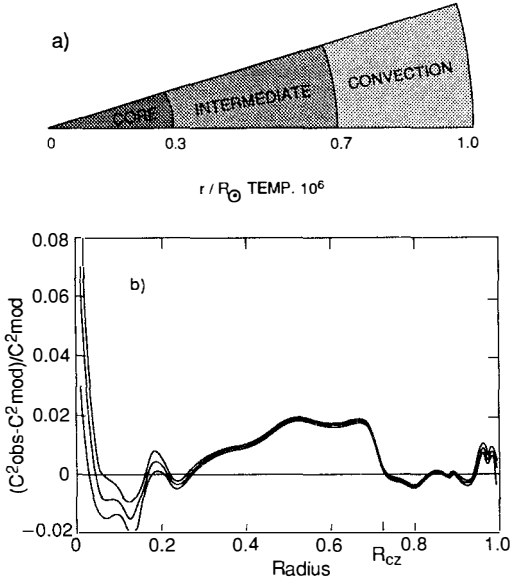 a)
CORE INTERMEDIATE CONVECTION
0 0.3 0.7 1.0
r / R☉ TEMP. 10⁶
b)
(C²obs-C²mod)/C²mod
0.08
0.06
0.04
0.02
0
−0.02
0 0.2 0.4 0.6 0.8 1.0
Radius
Rcz